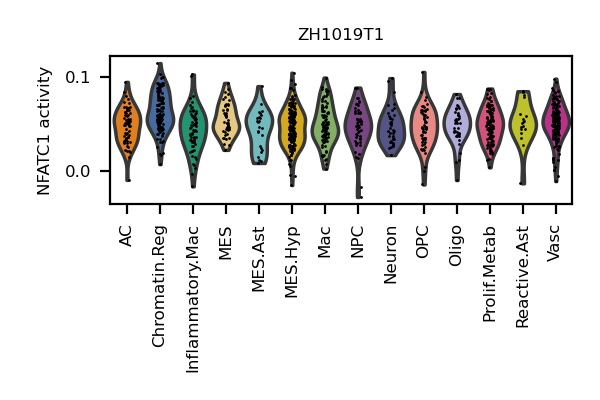 ZH1019T1
NFATC1 activity
0.1
0.0
AC
Chromatin.Reg
Inflammatory.Mac
MES
MES.Ast
MES.Hyp
Mac
NPC
Neuron
OPC
Oligo
Prolif.Metab
Reactive.Ast
Vasc